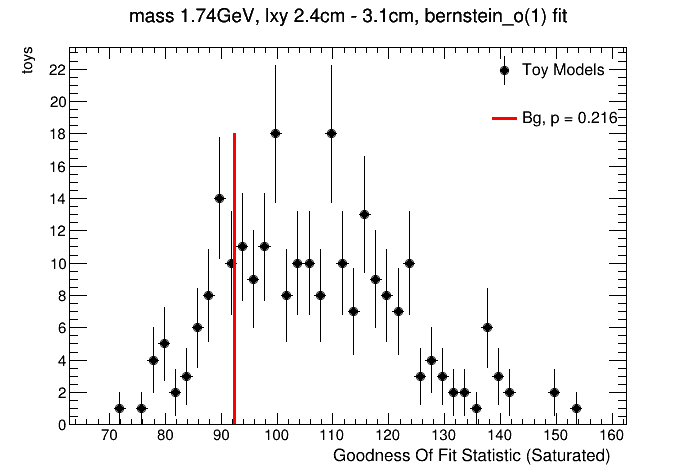 mass 1.74GeV, lxy 2.4cm - 3.1cm, bernstein_o(1) fit
toys
Toy Models
Bg, p = 0.216
22
20
18
16
14
12
10
8
6
4
2
0
70 80 90 100 110 120 130 140 150 160
Goodness Of Fit Statistic (Saturated)